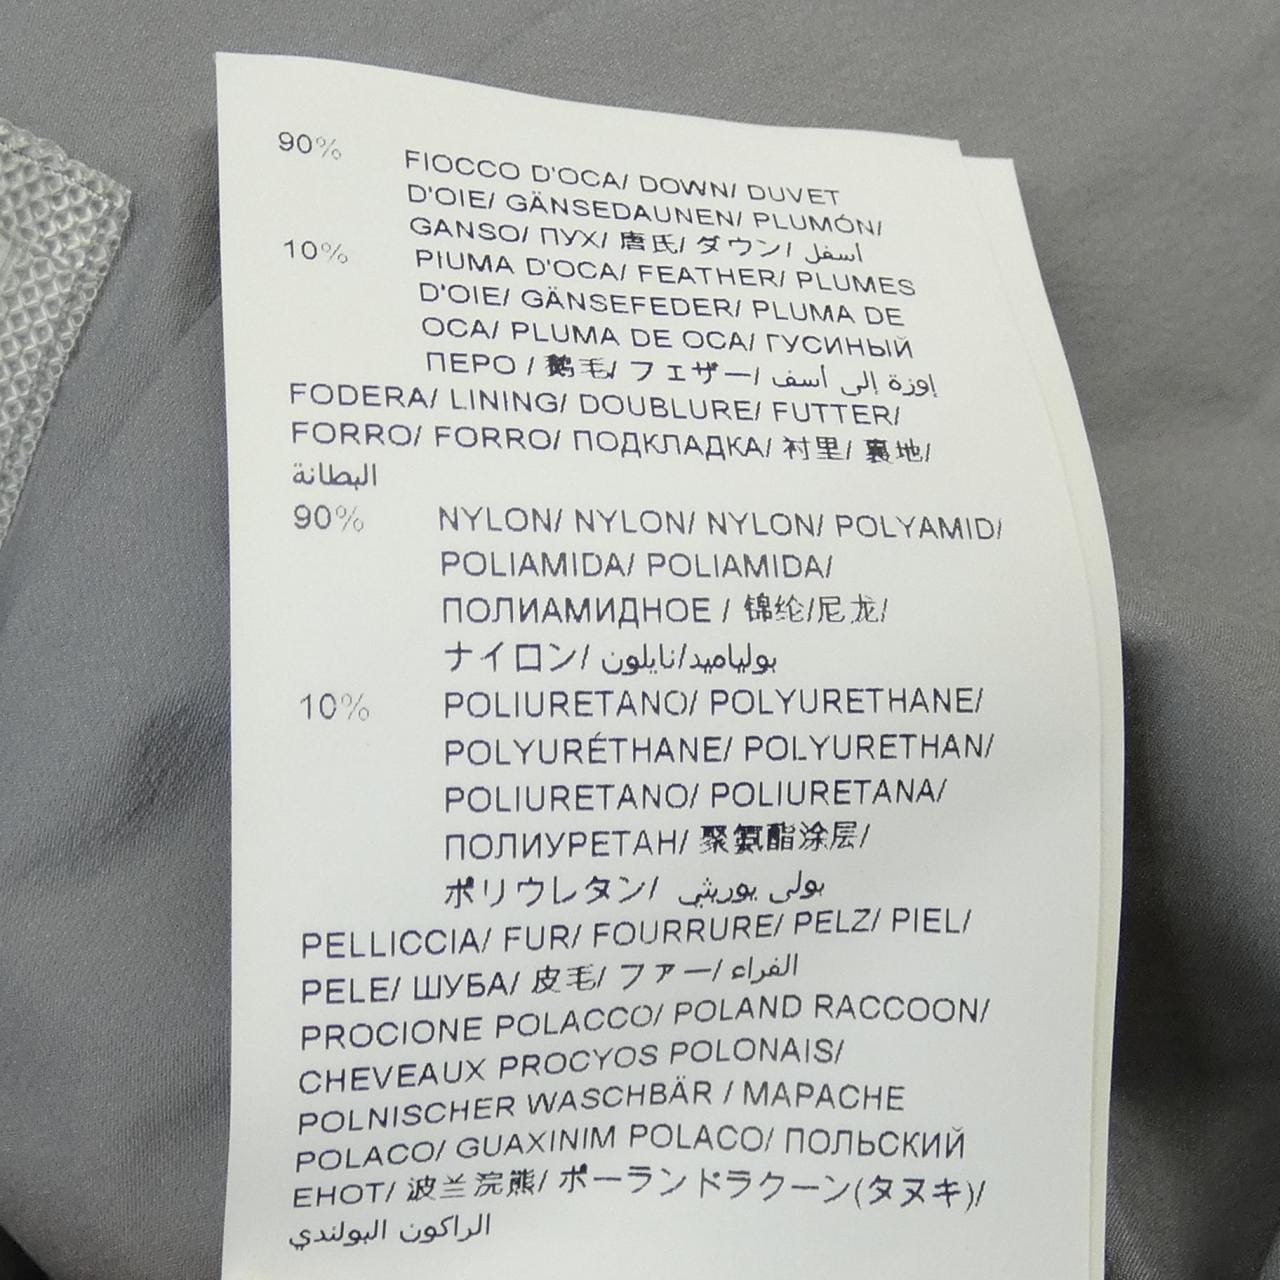 90% FIOCCO D'OCA/ DOWN/ DUVET
D'OIE/ GÄNSEDAUNEN/ PLUMÓN/
GANSO/ ПУХ/ 唐氏/ ダウン/ أسفل
10% PIUMA D'OCA/ FEATHER/ PLUMES
D'OIE/ GÄNSEFEDER/ PLUMA DE
OCA/ PLUMA DE OCA/ ГУСИНЫЙ
ПЕРО / 鹅毛/ フェザー/ إوزة إلى أسف
FODERA/ LINING/ DOUBLURE/ FUTTER/
FORRO/ FORRO/ ПОДКЛАДКА/ 衬里/ 裏地/
البطانة
90% NYLON/ NYLON/ NYLON/ POLYAMID/
POLIAMIDA/ POLIAMIDA/
ПОЛИАМИДНОЕ / 锦纶/尼龙/
ナイロン/ بولياميد/نايلون
10% POLIURETANO/ POLYURETHANE/
POLYURÉTHANE/ POLYURETHAN/
POLIURETANO/ POLIURETANA/
ПОЛИУРЕТАН/ 聚氨酯涂层/
ポリウレタン/ بولى يوريثي
PELLICCIA/ FUR/ FOURRURE/ PELZ/ PIEL/
PELE/ ШУБА/ 皮毛/ ファー/ الفراء
PROCIONE POLACCO/ POLAND RACCOON/
CHEVEAUX PROCYOS POLONAIS/
POLNISCHER WASCHBÄR / MAPACHE
POLACO/ GUAXINIM POLACO/ ПОЛЬСКИЙ
ЕНОТ/ 波兰浣熊/ ポーランドラクーン(タヌキ)/
الراكون البولندي